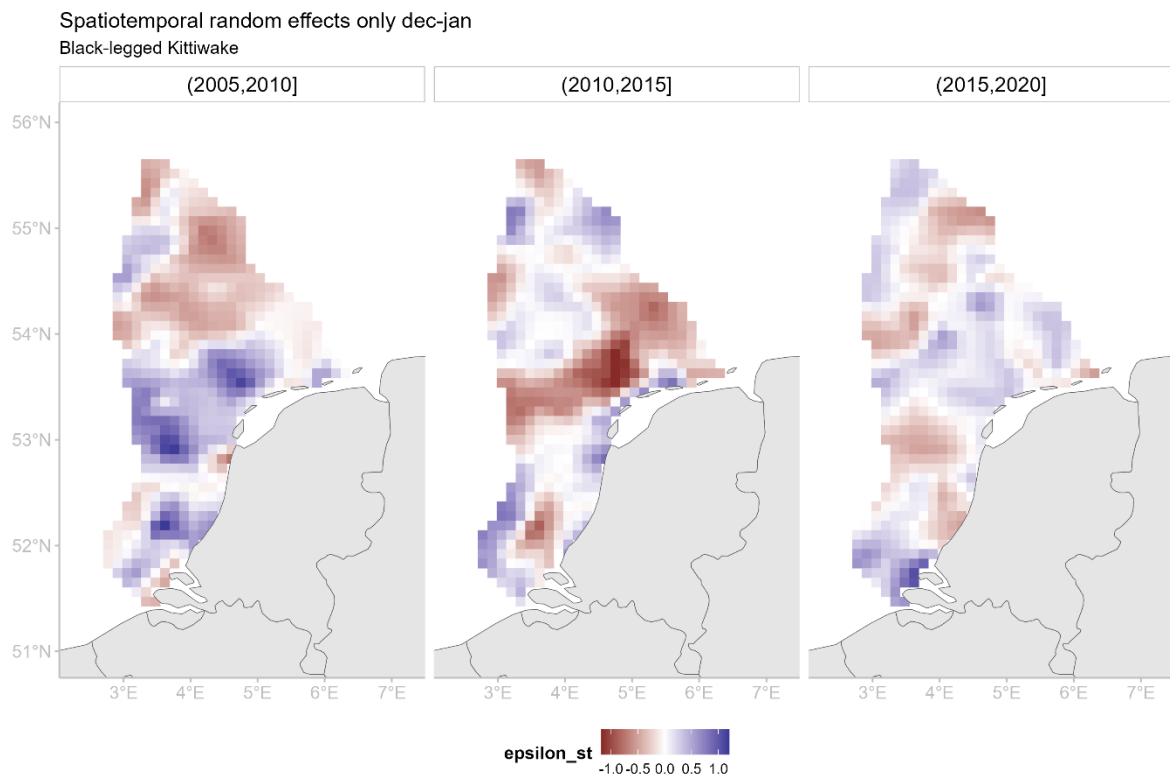 Spatiotemporal random effects only dec-jan
Black-legged Kittiwake
(2005,2010]
(2010,2015]
(2015,2020]
56°N
55°N
54°N
53°N
52°N
51°N
3°E 4°E 5°E 6°E 7°E
3°E 4°E 5°E 6°E 7°E
3°E 4°E 5°E 6°E 7°E
epsilon_st
-1.0 -0.5 0.0 0.5 1.0